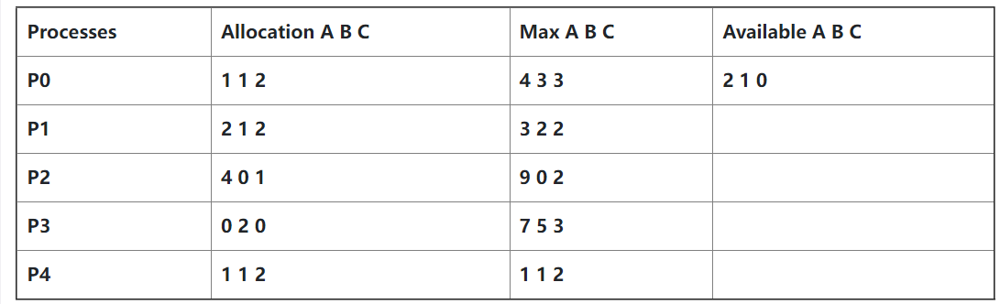 Processes Allocation A B C Max A B C Available A B C
P0 1 1 2 4 3 3 2 1 0
P1 2 1 2 3 2 2
P2 4 0 1 9 0 2
P3 0 2 0 7 5 3
P4 1 1 2 1 1 2